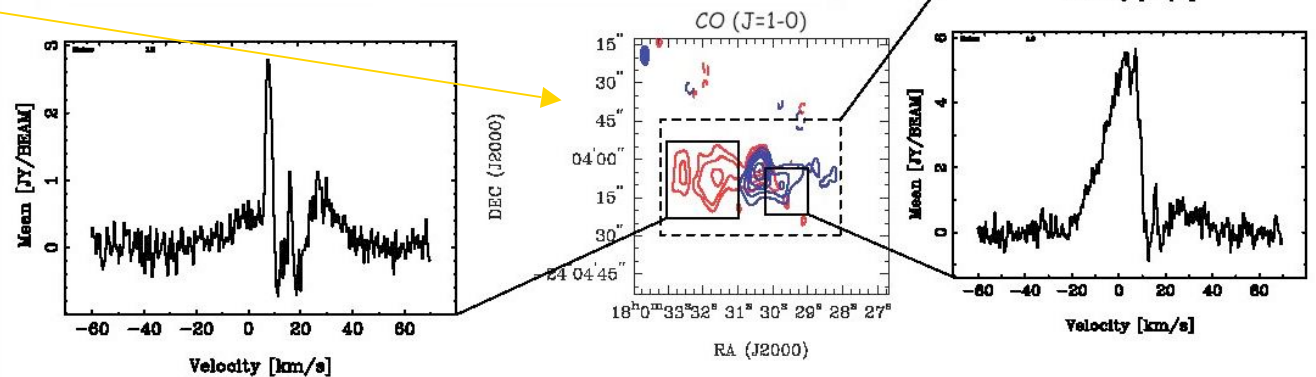 CO (J=1-0)
3
2
1
0
Mean [JY/BEAM]
-60 -40 -20 0 20 40 60
Velocity [km/s]
15"
30"
45"
04'00"
15"
30"
-24°04'45"
DEC (J2000)
18ʰ0ᵐ33ˢ32ˢ 31ˢ 30ˢ 29ˢ 28ˢ 27ˢ
RA (J2000)
6
4
2
0
Mean [JY/BEAM]
-60 -40 -20 0 20 40 60
Velocity [km/s]